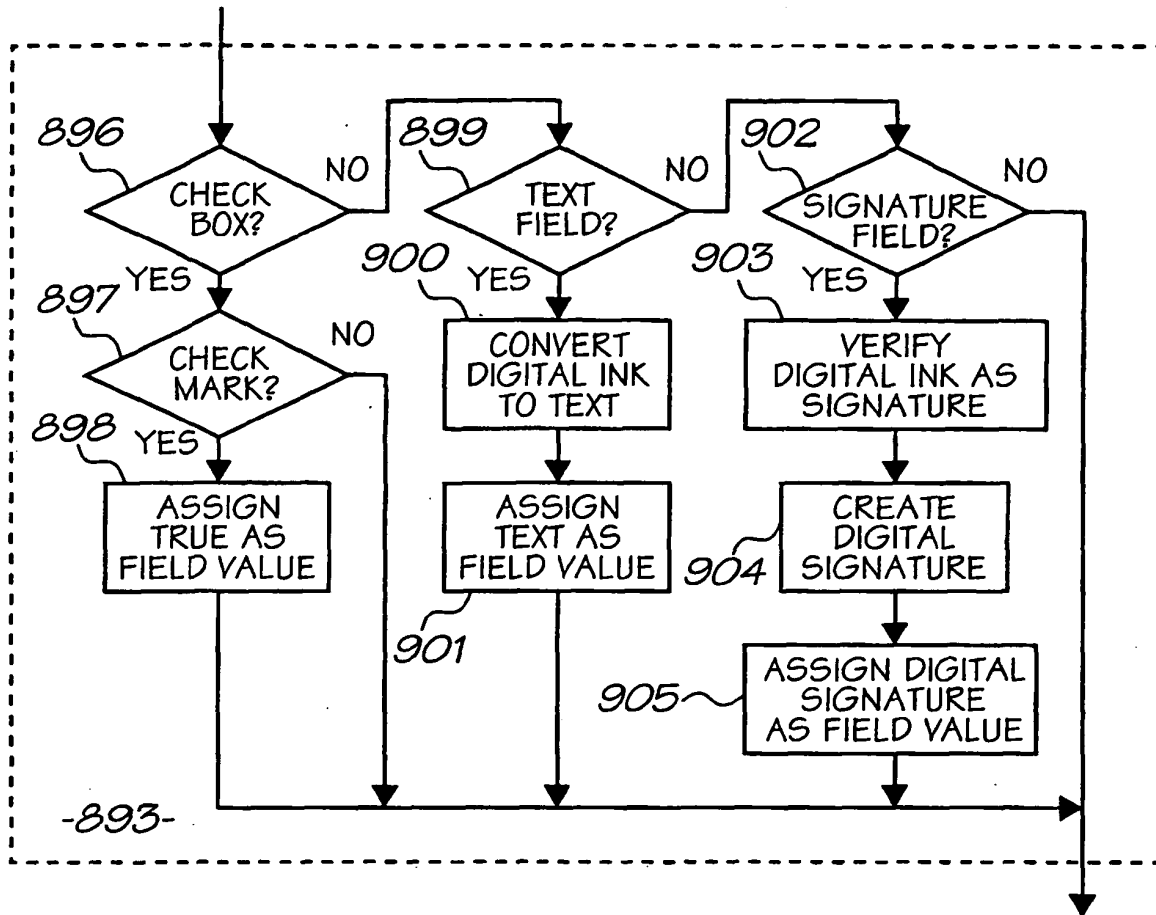 896
CHECK
BOX?
NO
YES
897
CHECK
MARK?
NO
YES
898
ASSIGN
TRUE AS
FIELD VALUE
899
TEXT
FIELD?
NO
YES
900
CONVERT
DIGITAL INK
TO TEXT
ASSIGN
TEXT AS
FIELD VALUE
901
902
SIGNATURE
FIELD?
NO
YES
903
VERIFY
DIGITAL INK AS
SIGNATURE
CREATE
DIGITAL
SIGNATURE
904
ASSIGN DIGITAL
SIGNATURE
AS FIELD VALUE
905
-893-